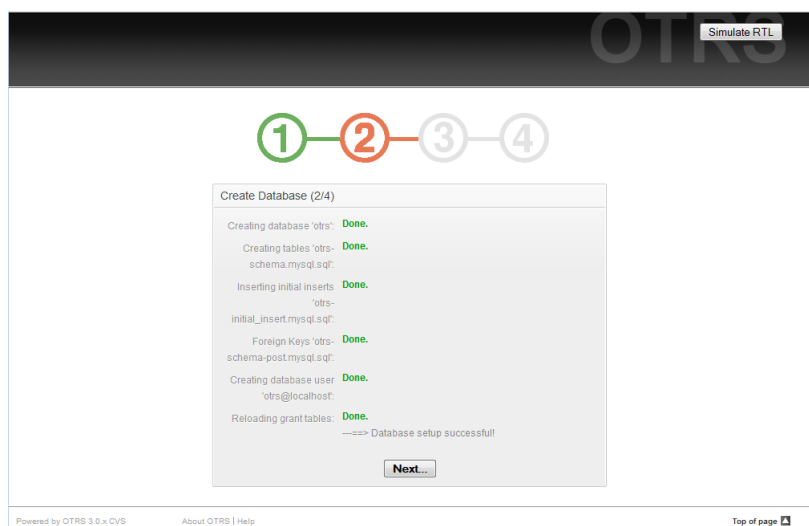 OTRS
Simulate RTL
1 2 3 4
Create Database (2/4)
Creating database 'otrs': Done.
Creating tables 'otrs- Done.
schema.mysql.sql':
Inserting initial inserts Done.
'otrs-
initial_insert.mysql.sql':
Foreign Keys 'otrs- Done.
schema-post.mysql.sql':
Creating database user Done.
'otrs@localhost':
Reloading grant tables: Done.
---==> Database setup successful!
Next...
Powered by OTRS 3.0.x CVS About OTRS | Help Top of page